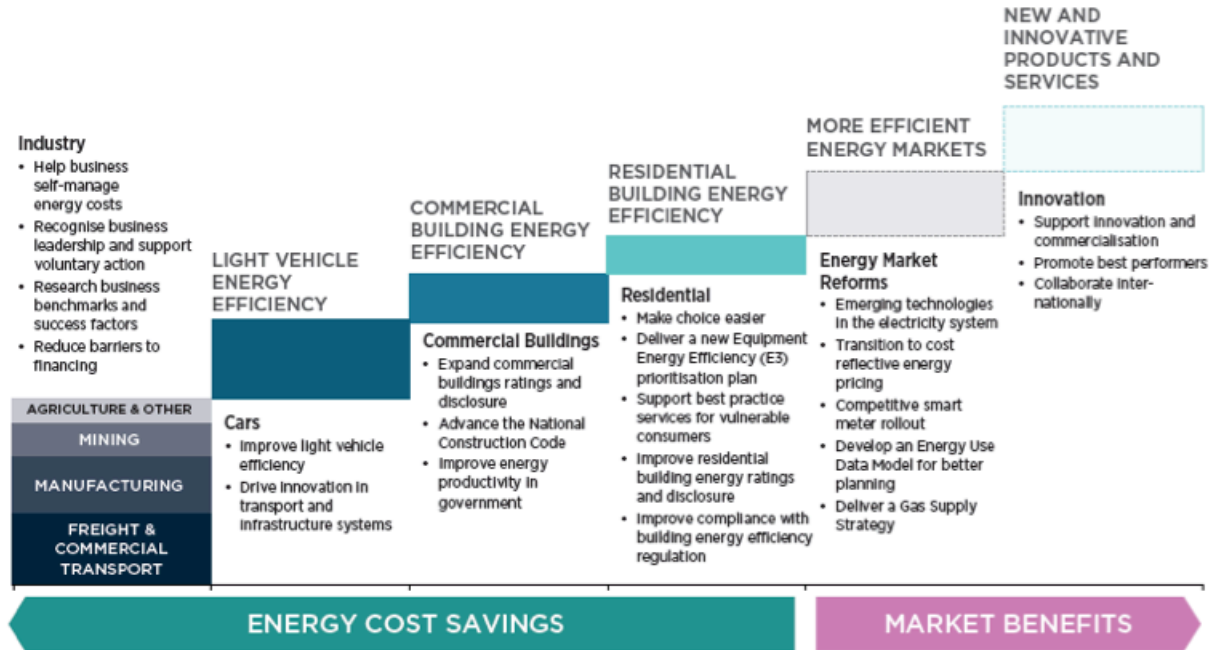 Industry
• Help business
self-manage
energy costs
• Recognise business
leadership and support
voluntary action
• Research business
benchmarks and
success factors
• Reduce barriers to
financing
AGRICULTURE & OTHER
MINING
MANUFACTURING
FREIGHT &
COMMERCIAL
TRANSPORT
LIGHT VEHICLE
ENERGY
EFFICIENCY
Cars
• Improve light vehicle
efficiency
• Drive innovation in
transport and
infrastructure systems
COMMERCIAL
BUILDING ENERGY
EFFICIENCY
Commercial Buildings
• Expand commercial
buildings ratings and
disclosure
• Advance the National
Construction Code
• Improve energy
productivity in
government
RESIDENTIAL
BUILDING ENERGY
EFFICIENCY
Residential
• Make choice easier
• Deliver a new Equipment
Energy Efficiency (E3)
prioritisation plan
• Support best practice
services for vulnerable
consumers
• Improve residential
building energy ratings
and disclosure
• Improve compliance with
building energy efficiency
regulation
MORE EFFICIENT
ENERGY MARKETS
Energy Market
Reforms
• Emerging technologies
in the electricity system
• Transition to cost
reflective energy
pricing
• Competitive smart
meter rollout
• Develop an Energy Use
Data Model for better
planning
• Deliver a Gas Supply
Strategy
NEW AND
INNOVATIVE
PRODUCTS AND
SERVICES
Innovation
• Support innovation and
commercialisation
• Promote best performers
• Collaborate inter-
nationally
ENERGY COST SAVINGS
MARKET BENEFITS